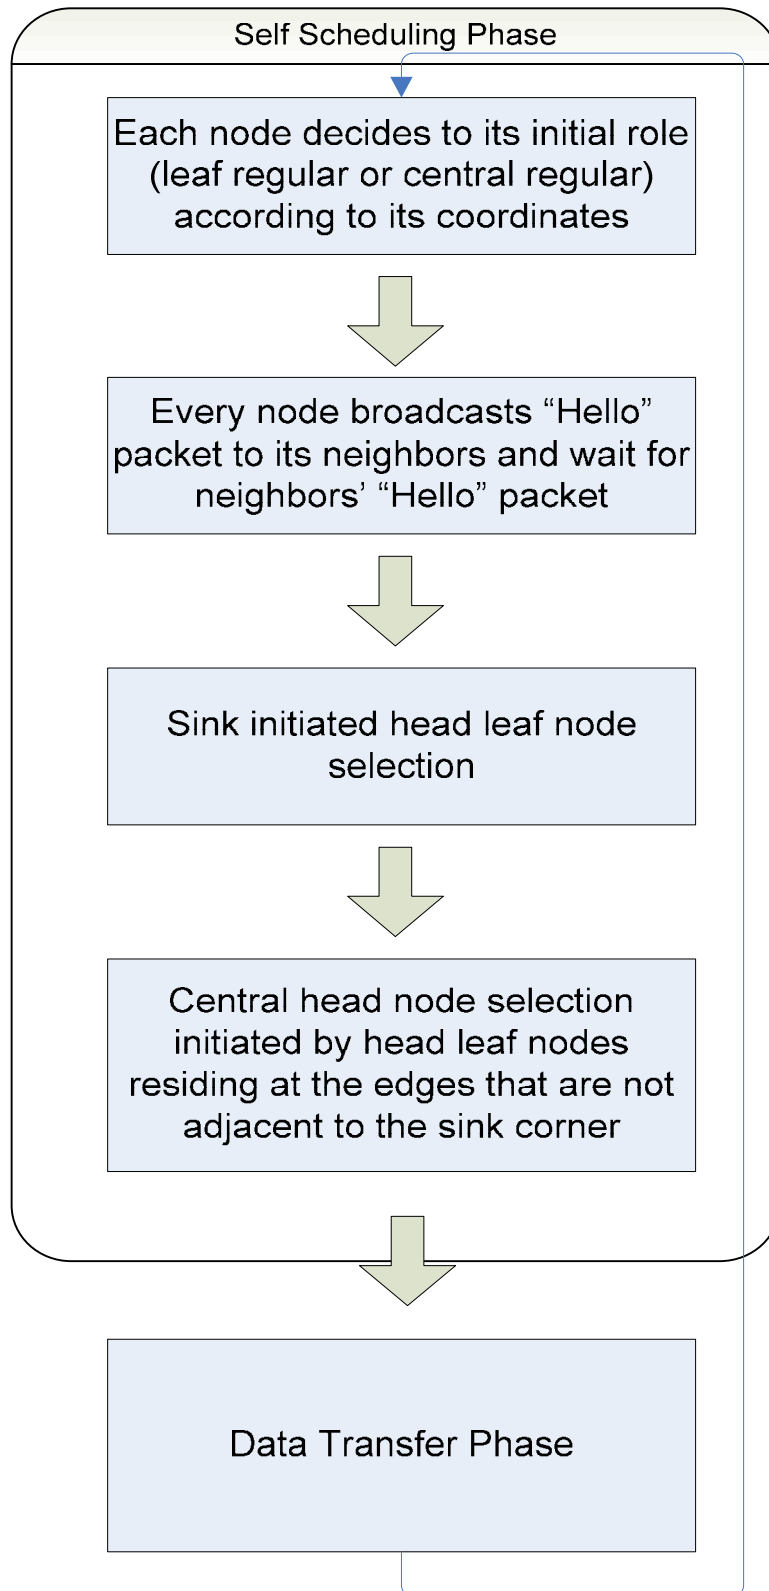 Self Scheduling Phase
Each node decides to its initial role
(leaf regular or central regular)
according to its coordinates
Every node broadcasts “Hello”
packet to its neighbors and wait for
neighbors’ “Hello” packet
Sink initiated head leaf node
selection
Central head node selection
initiated by head leaf nodes
residing at the edges that are not
adjacent to the sink corner
Data Transfer Phase